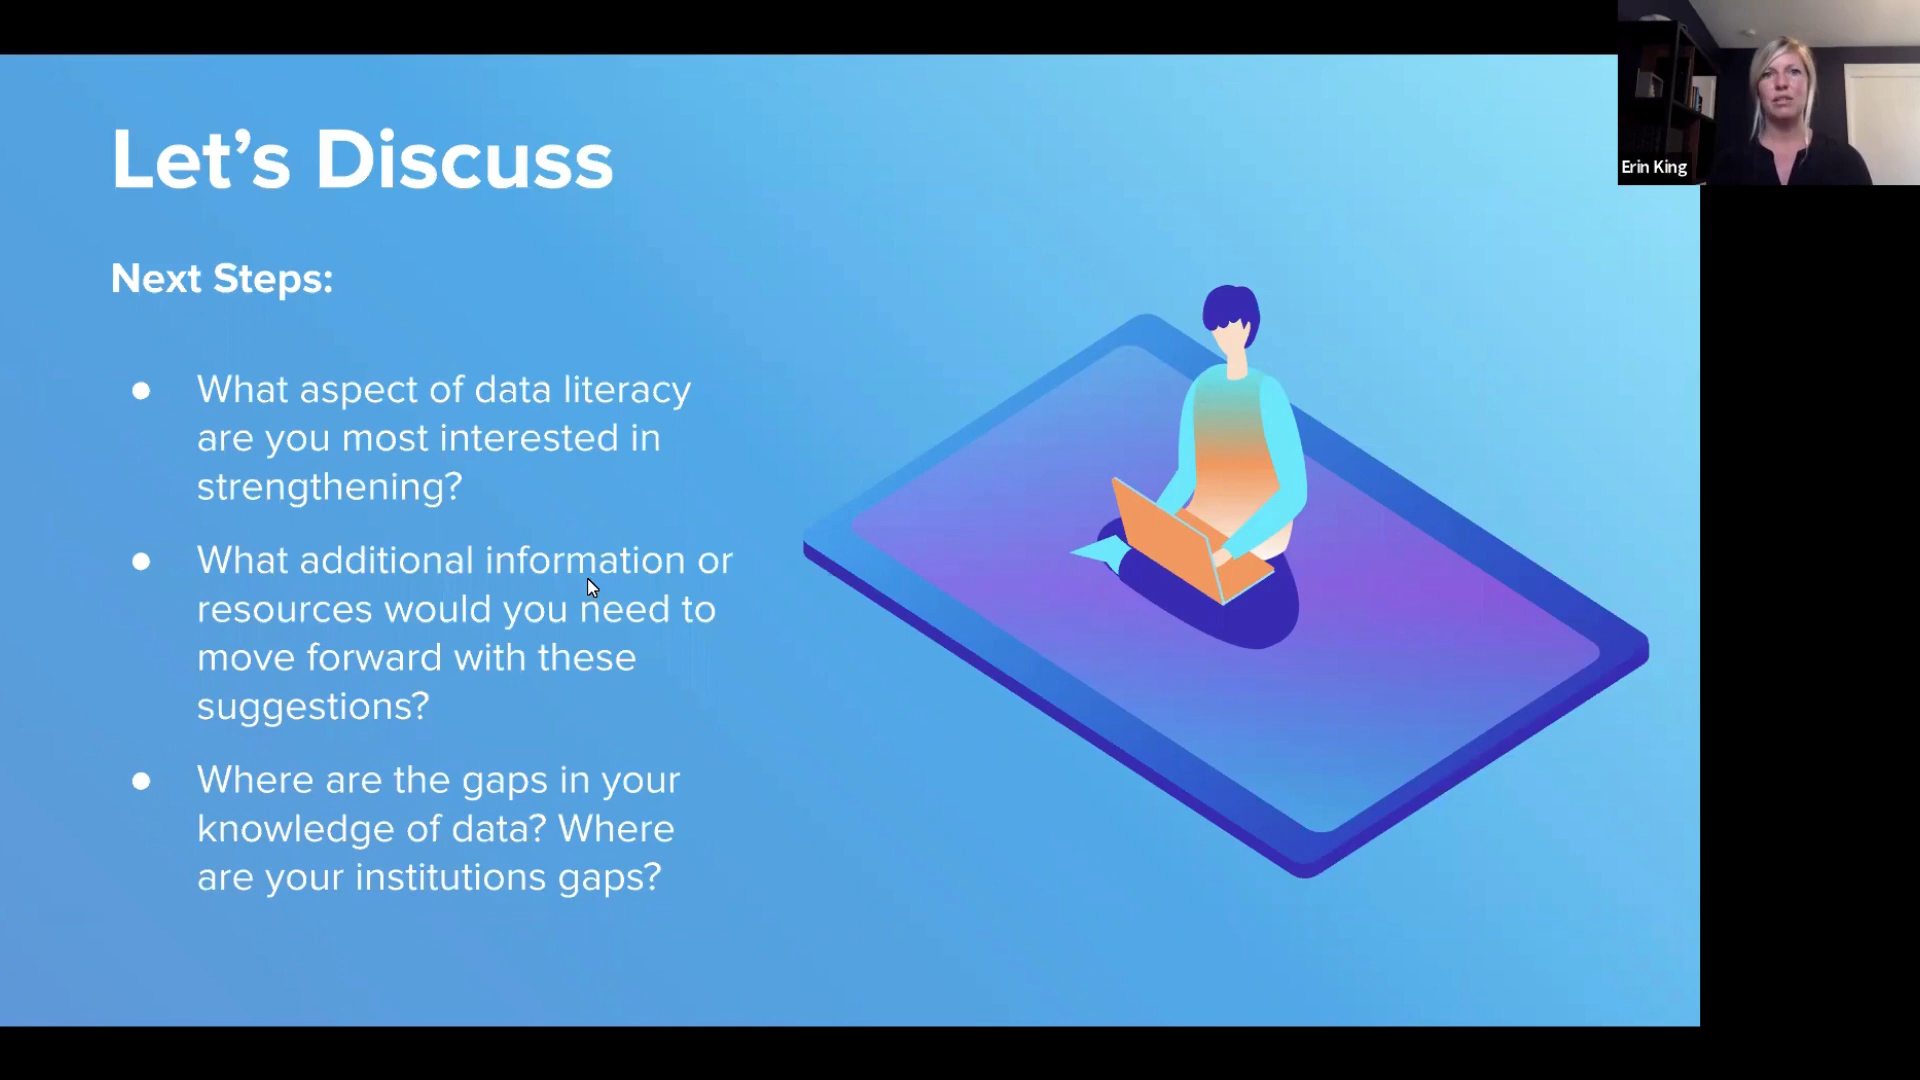 Let's Discuss
Next Steps:
● What aspect of data literacy
are you most interested in
strengthening?
● What additional information or
resources would you need to
move forward with these
suggestions?
● Where are the gaps in your
knowledge of data? Where
are your institutions gaps?
Erin King